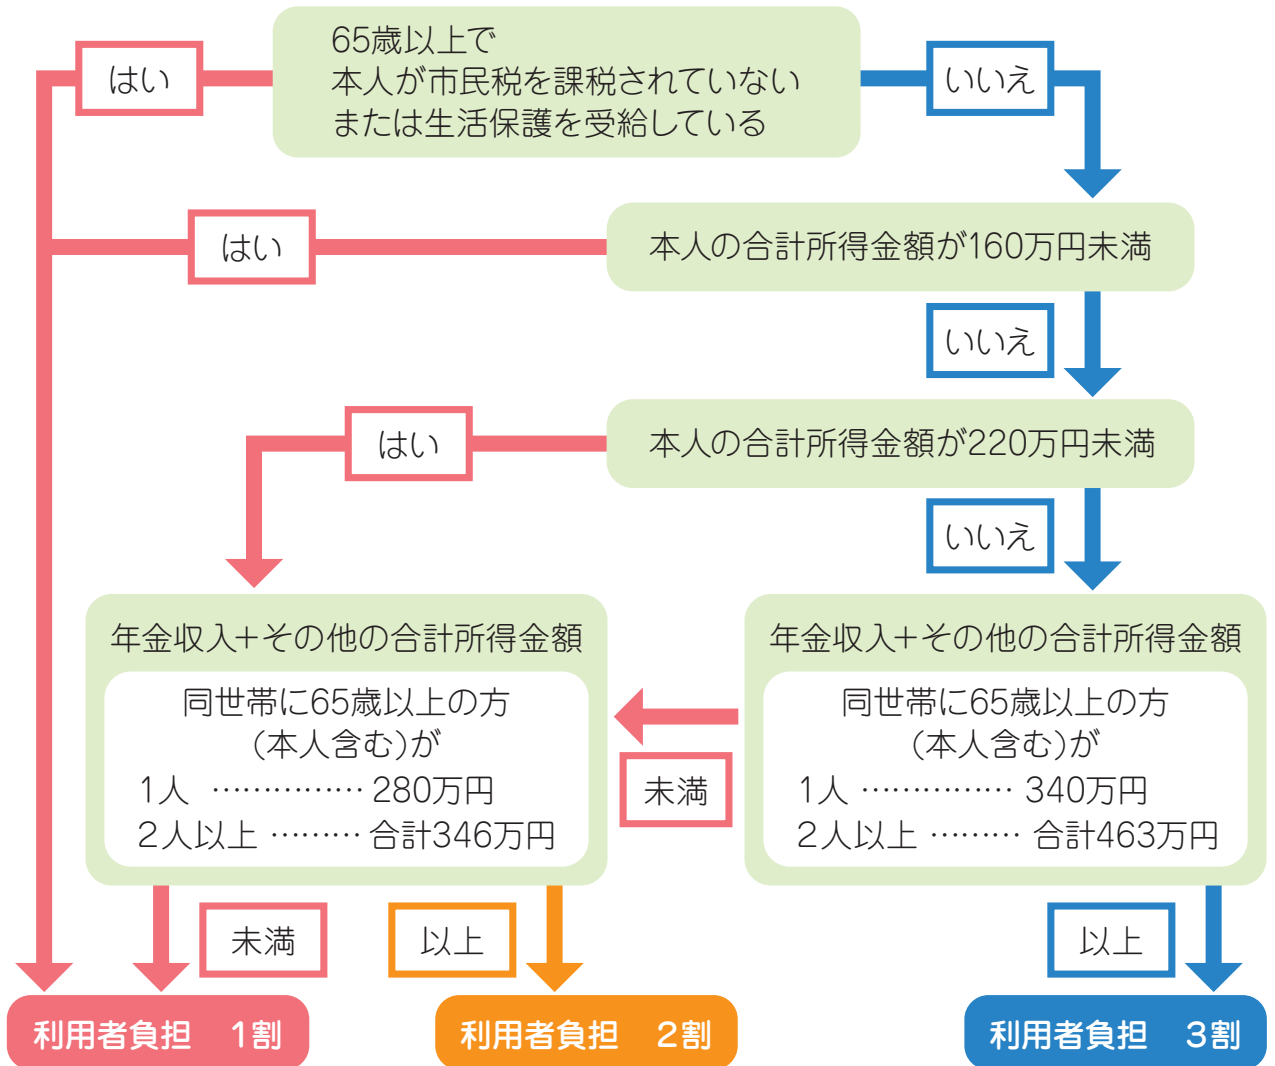 65歳以上で
本人が市民税を課税されていない
または生活保護を受給している
はい
いいえ
本人の合計所得金額が160万円未満
はい
いいえ
本人の合計所得金額が220万円未満
はい
いいえ
年金収入+その他の合計所得金額
同世帯に65歳以上の方
(本人含む)が
1人 …………… 280万円
2人以上 ……… 合計346万円
年金収入+その他の合計所得金額
同世帯に65歳以上の方
(本人含む)が
1人 …………… 340万円
2人以上 ……… 合計463万円
未満
未満
以上
以上
利用者負担 1割
利用者負担 2割
利用者負担 3割